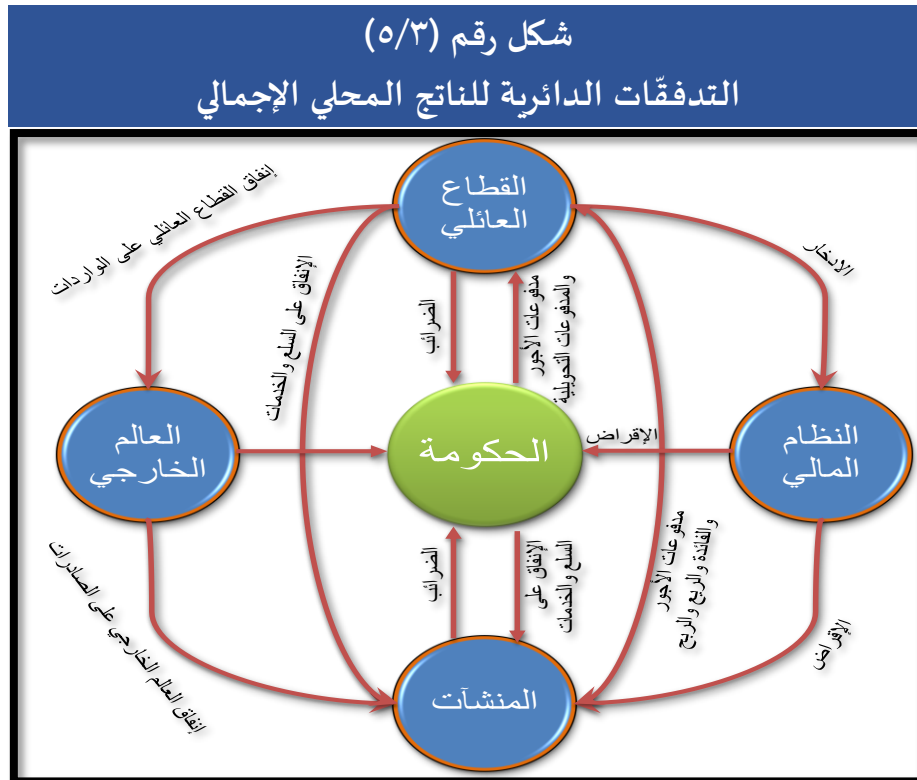 شكل رقم (٥/٣)
التدفقّات الدائرية للناتج المحلي الإجمالي
القطاع
العائلي
إنفاق القطاع العائلي على الواردات
الادخار
الإنفاق على السلع والخدمات
الضرائب
مدفوعات الأجور
والمدفوعات التحويلية
العالم
الخارجي
الحكومة
الإقراض
النظام
المالي
مدفوعات الأجور
والفائدة والريع والربح
الضرائب
الإنفاق على
السلع والخدمات
إنفاق العالم الخارجي على الصادرات
الإقراض
المنشآت